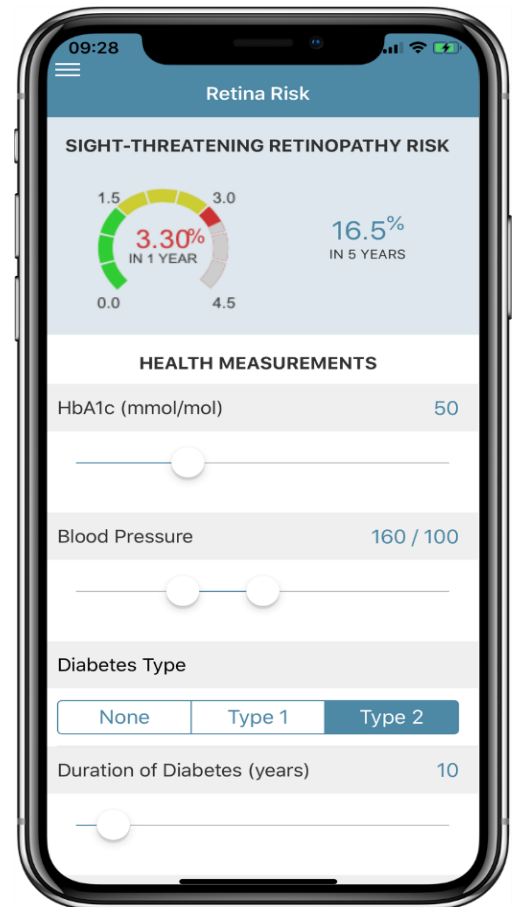 09:28
Retina Risk
SIGHT-THREATENING RETINOPATHY RISK
1.5 3.0
3.30%
IN 1 YEAR
0.0 4.5
16.5%
IN 5 YEARS
HEALTH MEASUREMENTS
HbA1c (mmol/mol) 50
Blood Pressure 160 / 100
Diabetes Type
None Type 1 Type 2
Duration of Diabetes (years) 10